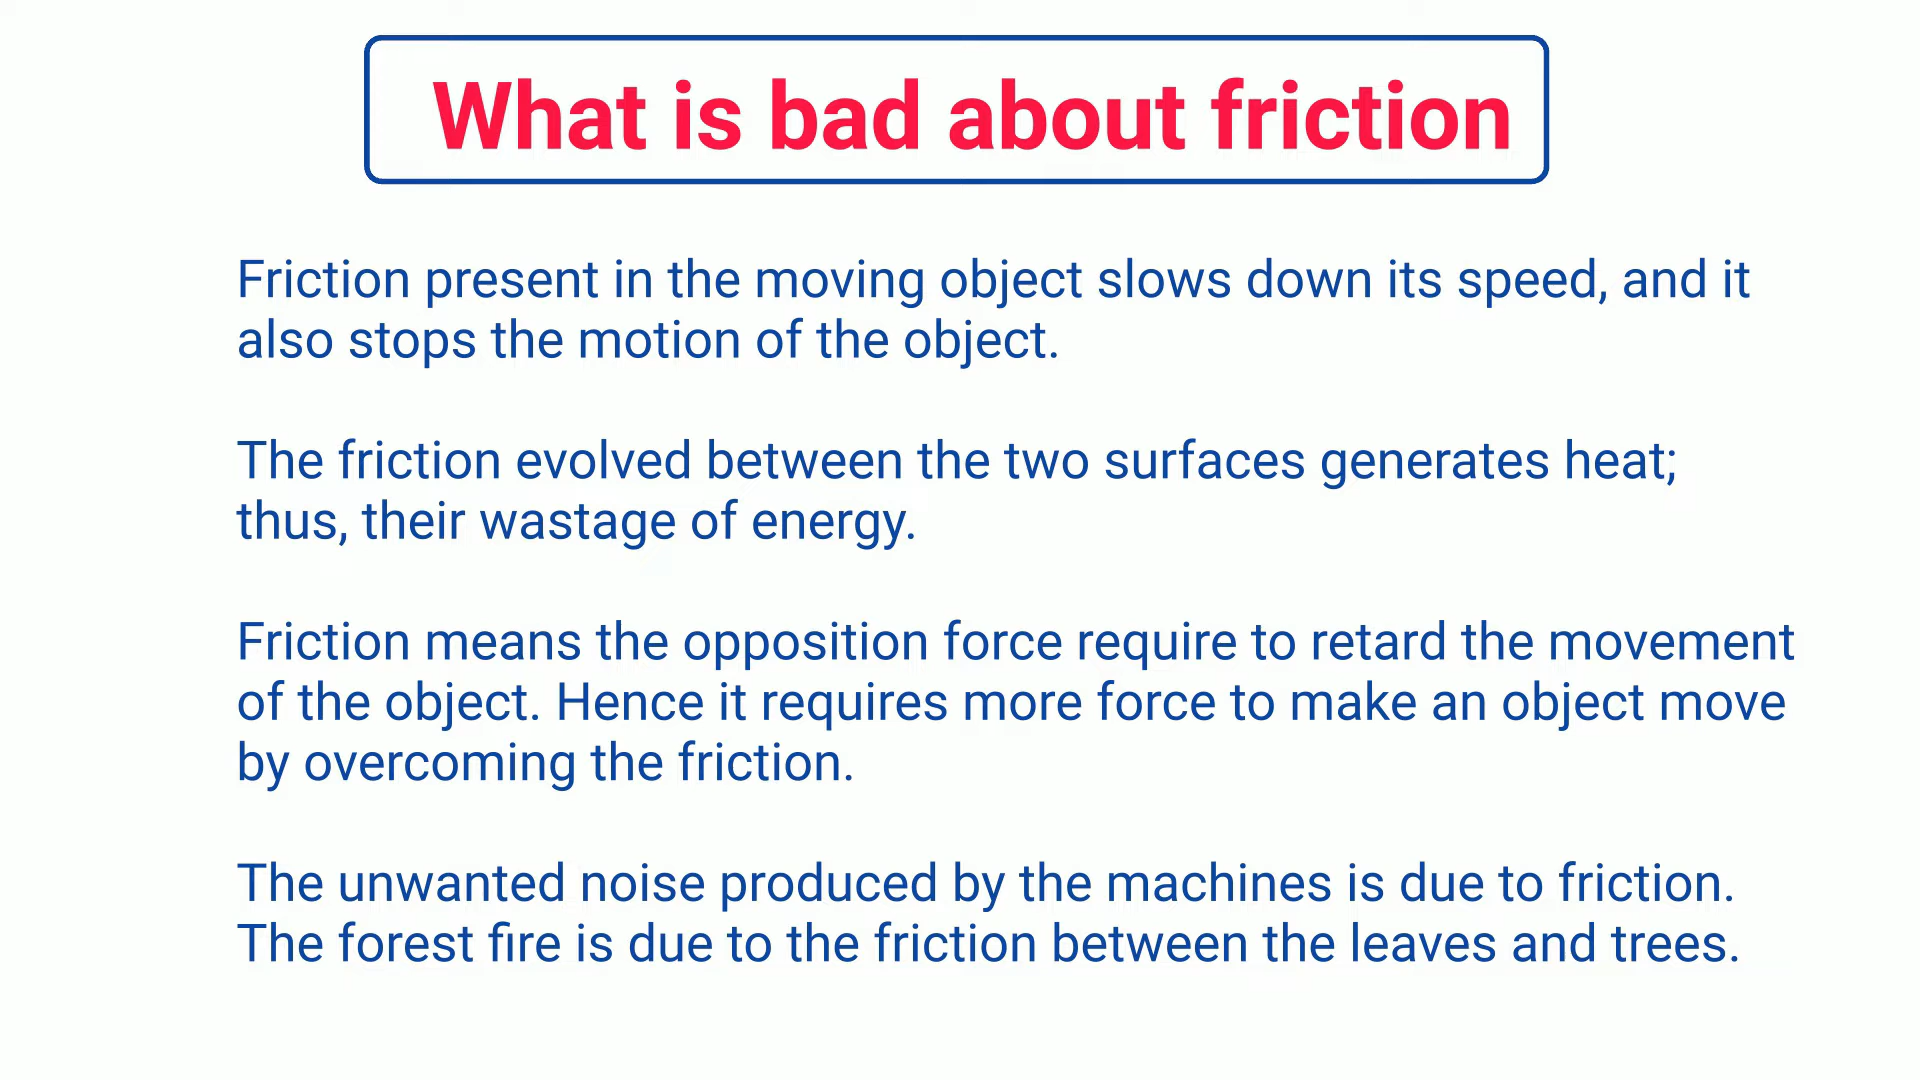 What is bad about friction
Friction present in the moving object slows down its speed, and it
also stops the motion of the object.
The friction evolved between the two surfaces generates heat;
thus, their wastage of energy.
Friction means the opposition force require to retard the movement
of the object. Hence it requires more force to make an object move
by overcoming the friction.
The unwanted noise produced by the machines is due to friction.
The forest fire is due to the friction between the leaves and trees.